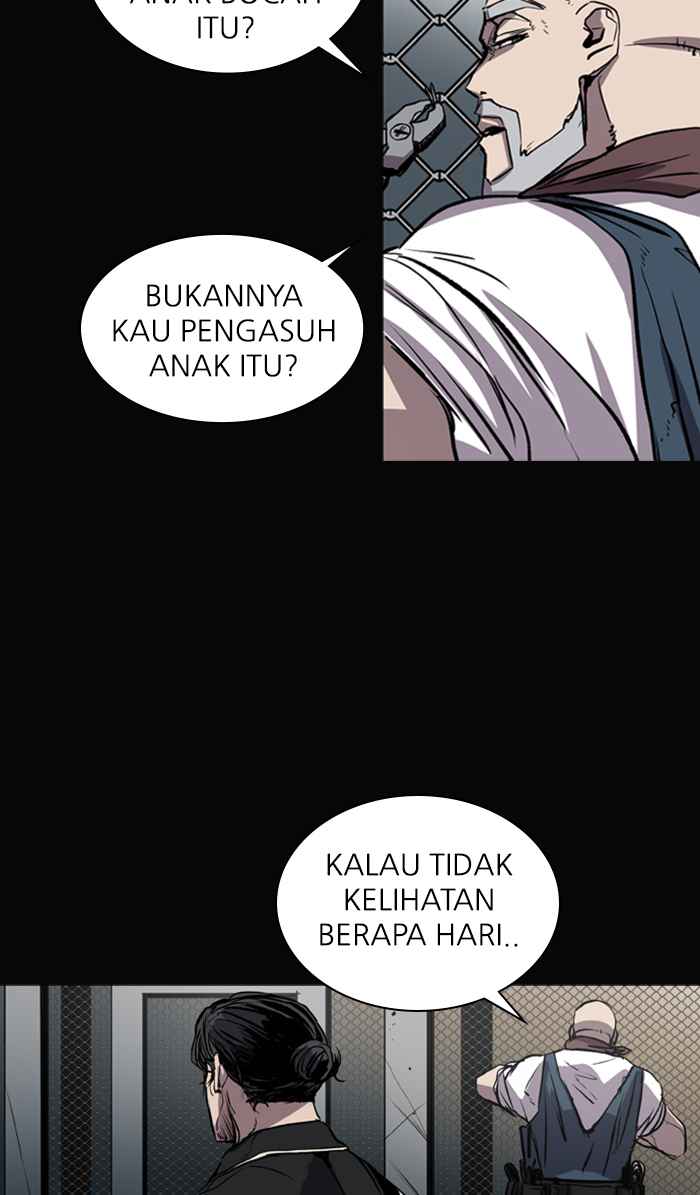 ITU?
BUKANNYA
KAU PENGASUH
ANAK ITU?
KALAU TIDAK
KELIHATAN
BERAPA HARI..